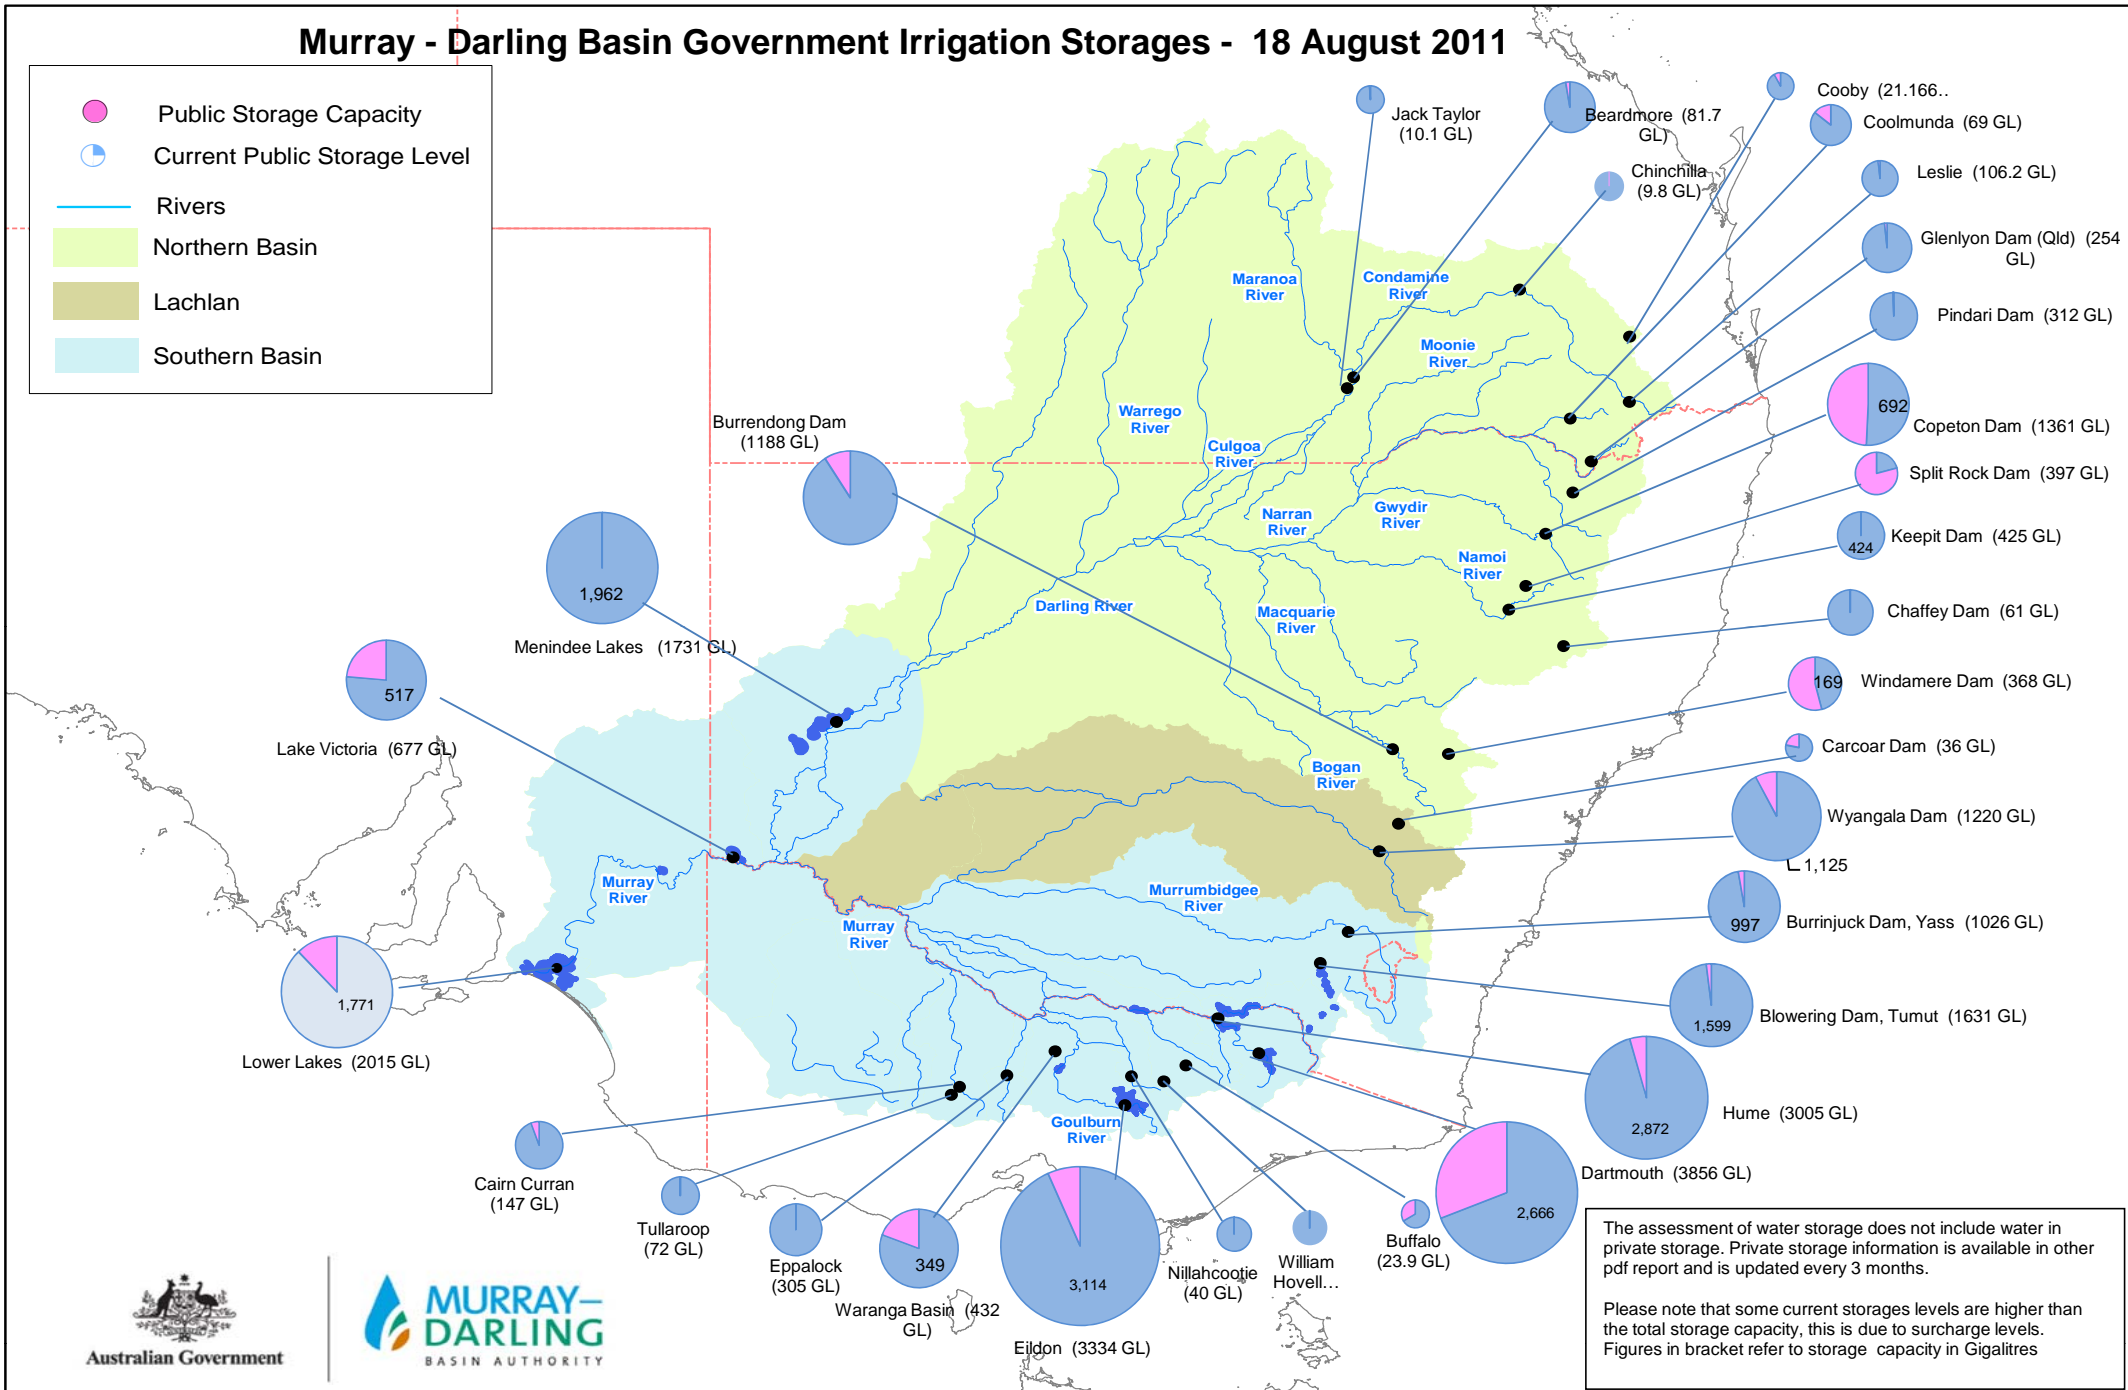 Murray - Darling Basin Government Irrigation Storages - 18 August 2011
Public Storage Capacity
Current Public Storage Level
Rivers
Northern Basin
Lachlan
Southern Basin
Jack Taylor
(10.1 GL)
Beardmore (81.7
GL)
Chinchilla
(9.8 GL)
Cooby (21.166..
Coolmunda (69 GL)
Leslie (106.2 GL)
Glenlyon Dam (Qld) (254
GL)
Pindari Dam (312 GL)
692
Copeton Dam (1361 GL)
Split Rock Dam (397 GL)
424
Keepit Dam (425 GL)
Chaffey Dam (61 GL)
169
Windamere Dam (368 GL)
Carcoar Dam (36 GL)
Wyangala Dam (1220 GL)
1,125
997
Burrinjuck Dam, Yass (1026 GL)
1,599
Blowering Dam, Tumut (1631 GL)
2,872
Hume (3005 GL)
2,666
Dartmouth (3856 GL)
Maranoa
River
Condamine
River
Moonie
River
Warrego
River
Culgoa
River
Narran
River
Gwydir
River
Namoi
River
Darling River
Macquarie
River
Bogan
River
Murray
River
Murray
River
Murrumbidgee
River
Goulburn
River
Burrendong Dam
(1188 GL)
1,962
Menindee Lakes (1731 GL)
517
Lake Victoria (677 GL)
1,771
Lower Lakes (2015 GL)
Cairn Curran
(147 GL)
Tullaroop
(72 GL)
Eppalock
(305 GL)
349
Waranga Basin (432
GL)
3,114
Eildon (3334 GL)
Nillahcootie
(40 GL)
William
Hovell...
Buffalo
(23.9 GL)
The assessment of water storage does not include water in
private storage. Private storage information is available in other
pdf report and is updated every 3 months.
Please note that some current storages levels are higher than
the total storage capacity, this is due to surcharge levels.
Figures in bracket refer to storage capacity in Gigalitres
Australian Government
MURRAY–
DARLING
BASIN AUTHORITY